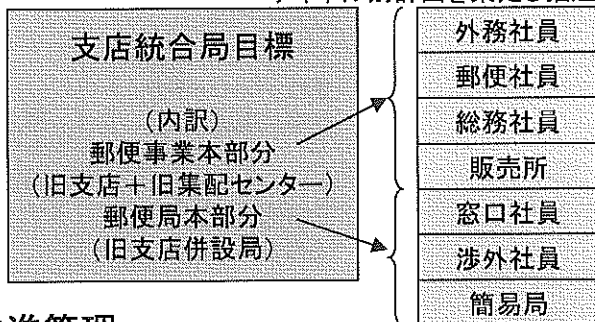 支店統合局目標
(内訳)
郵便事業本部分
(旧支店+旧集配センター)
郵便局本部分
(旧支店併設局)
外務社員
郵便社員
総務社員
販売所
窓口社員
渉外社員
簡易局